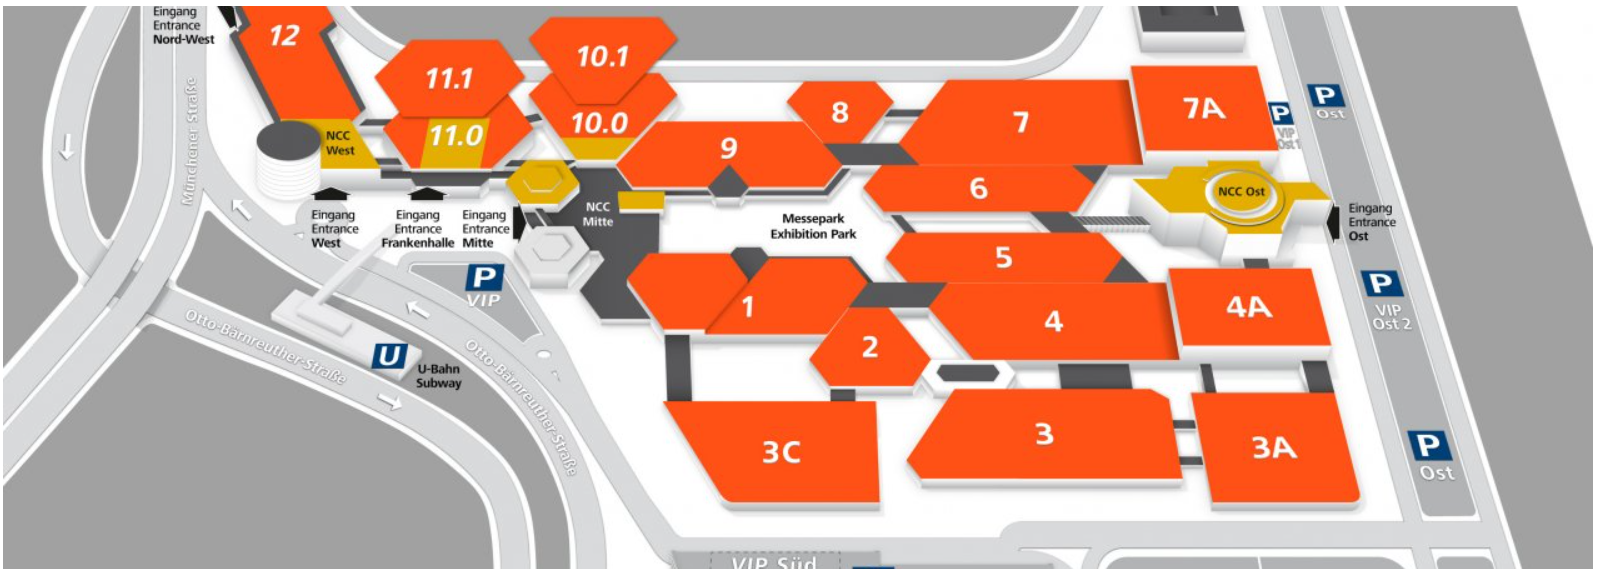 Eingang
Entrance
Nord-West
12
11.1
10.1
11.0
10.0
NCC
West
9
8
7
7A
P
Ost
P
VIP
Ost 1
6
NCC Ost
Eingang
Entrance
Ost
Münchener Straße
Eingang
Entrance
West
Eingang
Entrance
Frankenhalle
Eingang
Entrance
Mitte
NCC
Mitte
Messepark
Exhibition Park
5
P
VIP
1
2
4
4A
P
VIP
Ost 2
Otto-Bärnreuther-Straße
U
U-Bahn
Subway
Otto-Bärnreuther-Straße
3C
3
3A
P
Ost
VIP Süd